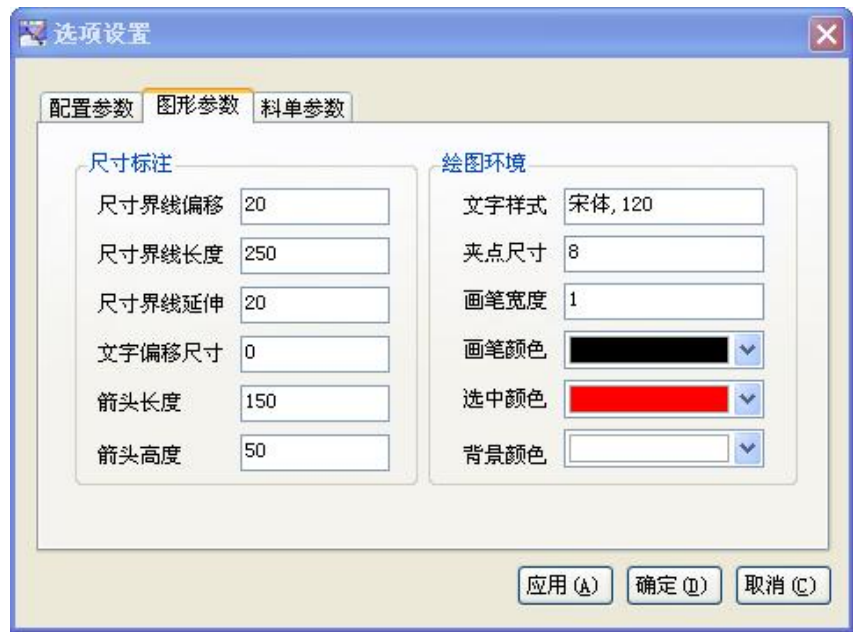 选项设置
配置参数 图形参数 料单参数
尺寸标注
尺寸界线偏移 20
尺寸界线长度 250
尺寸界线延伸 20
文字偏移尺寸 0
箭头长度 150
箭头高度 50
绘图环境
文字样式 宋体, 120
夹点尺寸 8
画笔宽度 1
画笔颜色
选中颜色
背景颜色
应用(A) 确定(D) 取消(C)